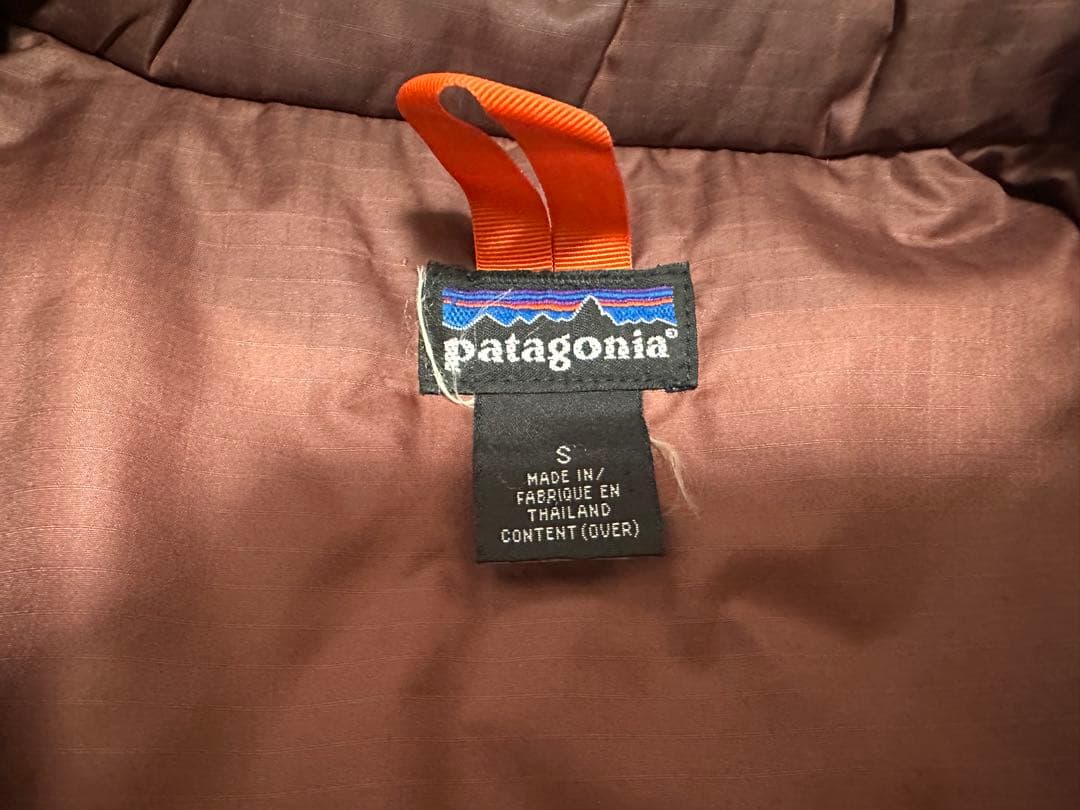 patagonia®
S
MADE IN/
FABRIQUE EN
THAILAND
CONTENT (OVER)